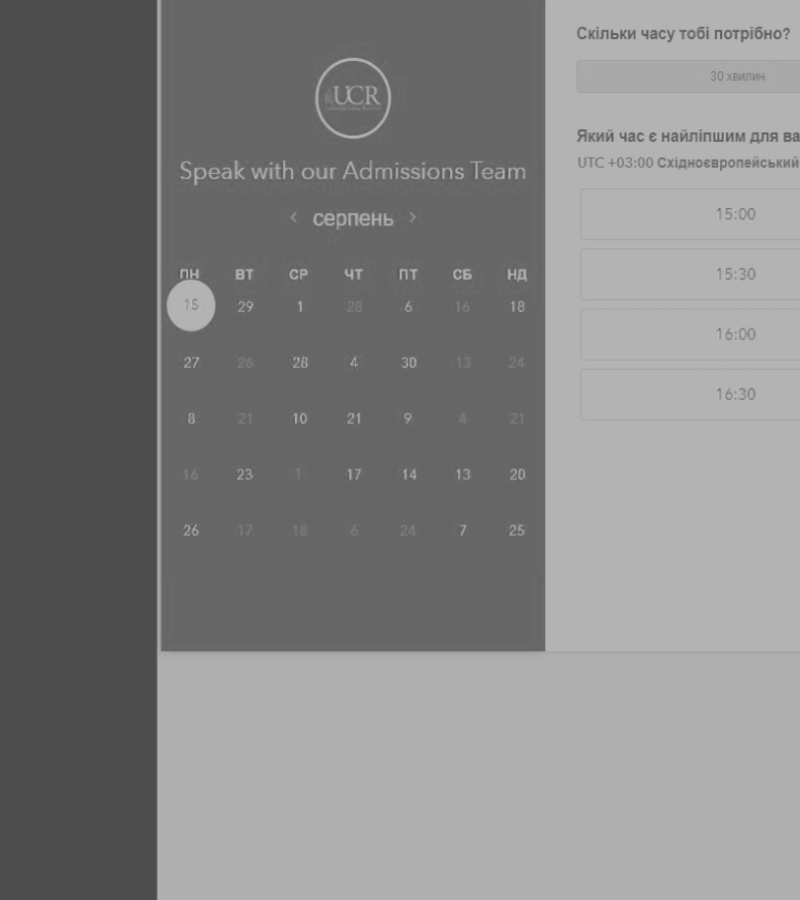 UCR
Speak with our Admissions Team
‹ серпень ›
ПН ВТ СР ЧТ ПТ СБ НД
15 29 1 28 6 16 18
27 26 28 4 30 13 24
8 21 10 21 9 4 21
16 23 1 17 14 13 20
26 17 18 6 24 7 25
Скільки часу тобі потрібно?
30 хвилин
Який час є найліпшим для ва
UTC +03:00 Східноєвропейський
15:00
15:30
16:00
16:30